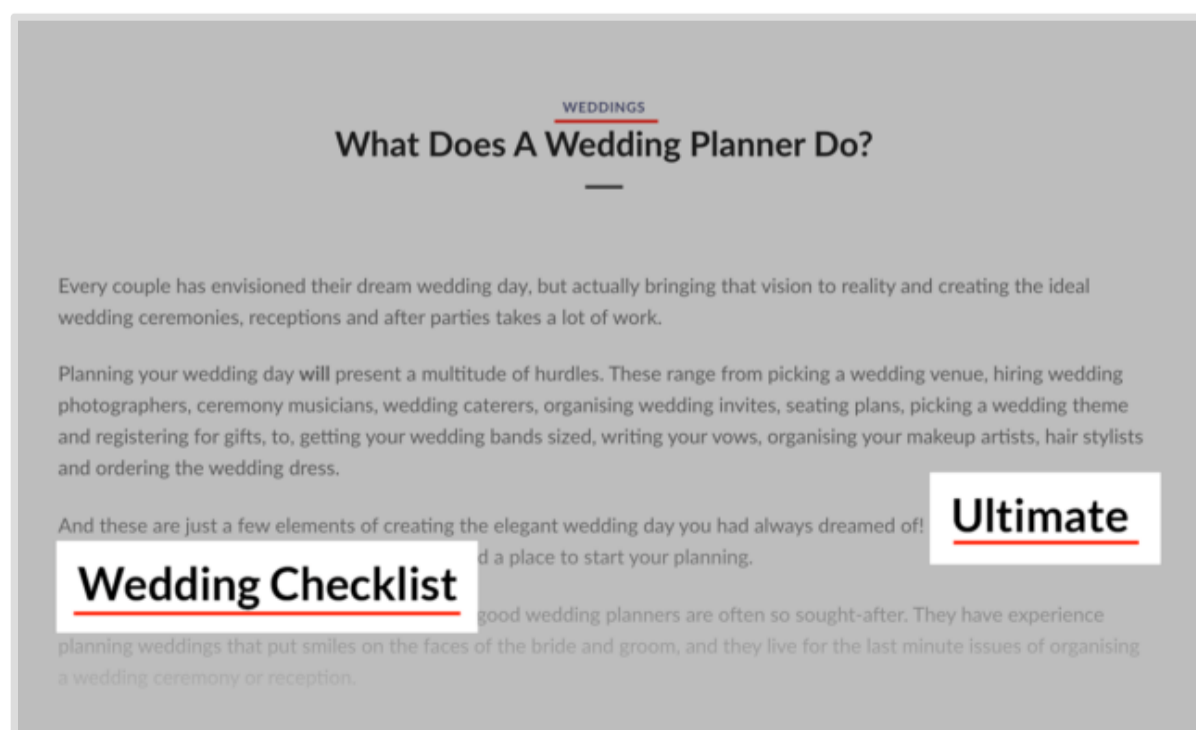 WEDDINGS
What Does A Wedding Planner Do?
Every couple has envisioned their dream wedding day, but actually bringing that vision to reality and creating the ideal
wedding ceremonies, receptions and after parties takes a lot of work.
Planning your wedding day will present a multitude of hurdles. These range from picking a wedding venue, hiring wedding
photographers, ceremony musicians, wedding caterers, organising wedding invites, seating plans, picking a wedding theme
and registering for gifts, to, getting your wedding bands sized, writing your vows, organising your makeup artists, hair stylists
and ordering the wedding dress.
And these are just a few elements of creating the elegant wedding day you had always dreamed of! Ultimate
Wedding Checklist d a place to start your planning.
good wedding planners are often so sought-after. They have experience
planning weddings that put smiles on the faces of the bride and groom, and they live for the last minute issues of organising
a wedding ceremony or reception.